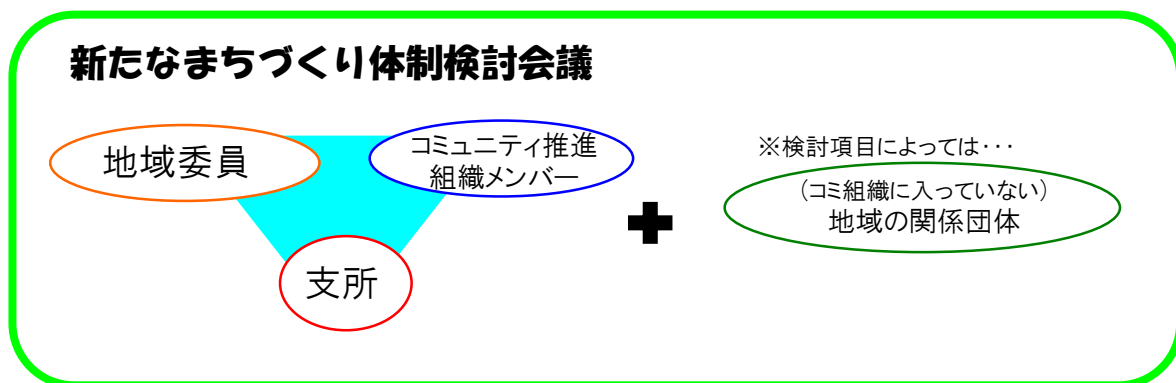 新たなまちづくり体制検討会議
地域委員
コミュニティ推進
組織メンバー
支所
※検討項目によっては･･･
(コミ組織に入っていない)
地域の関係団体